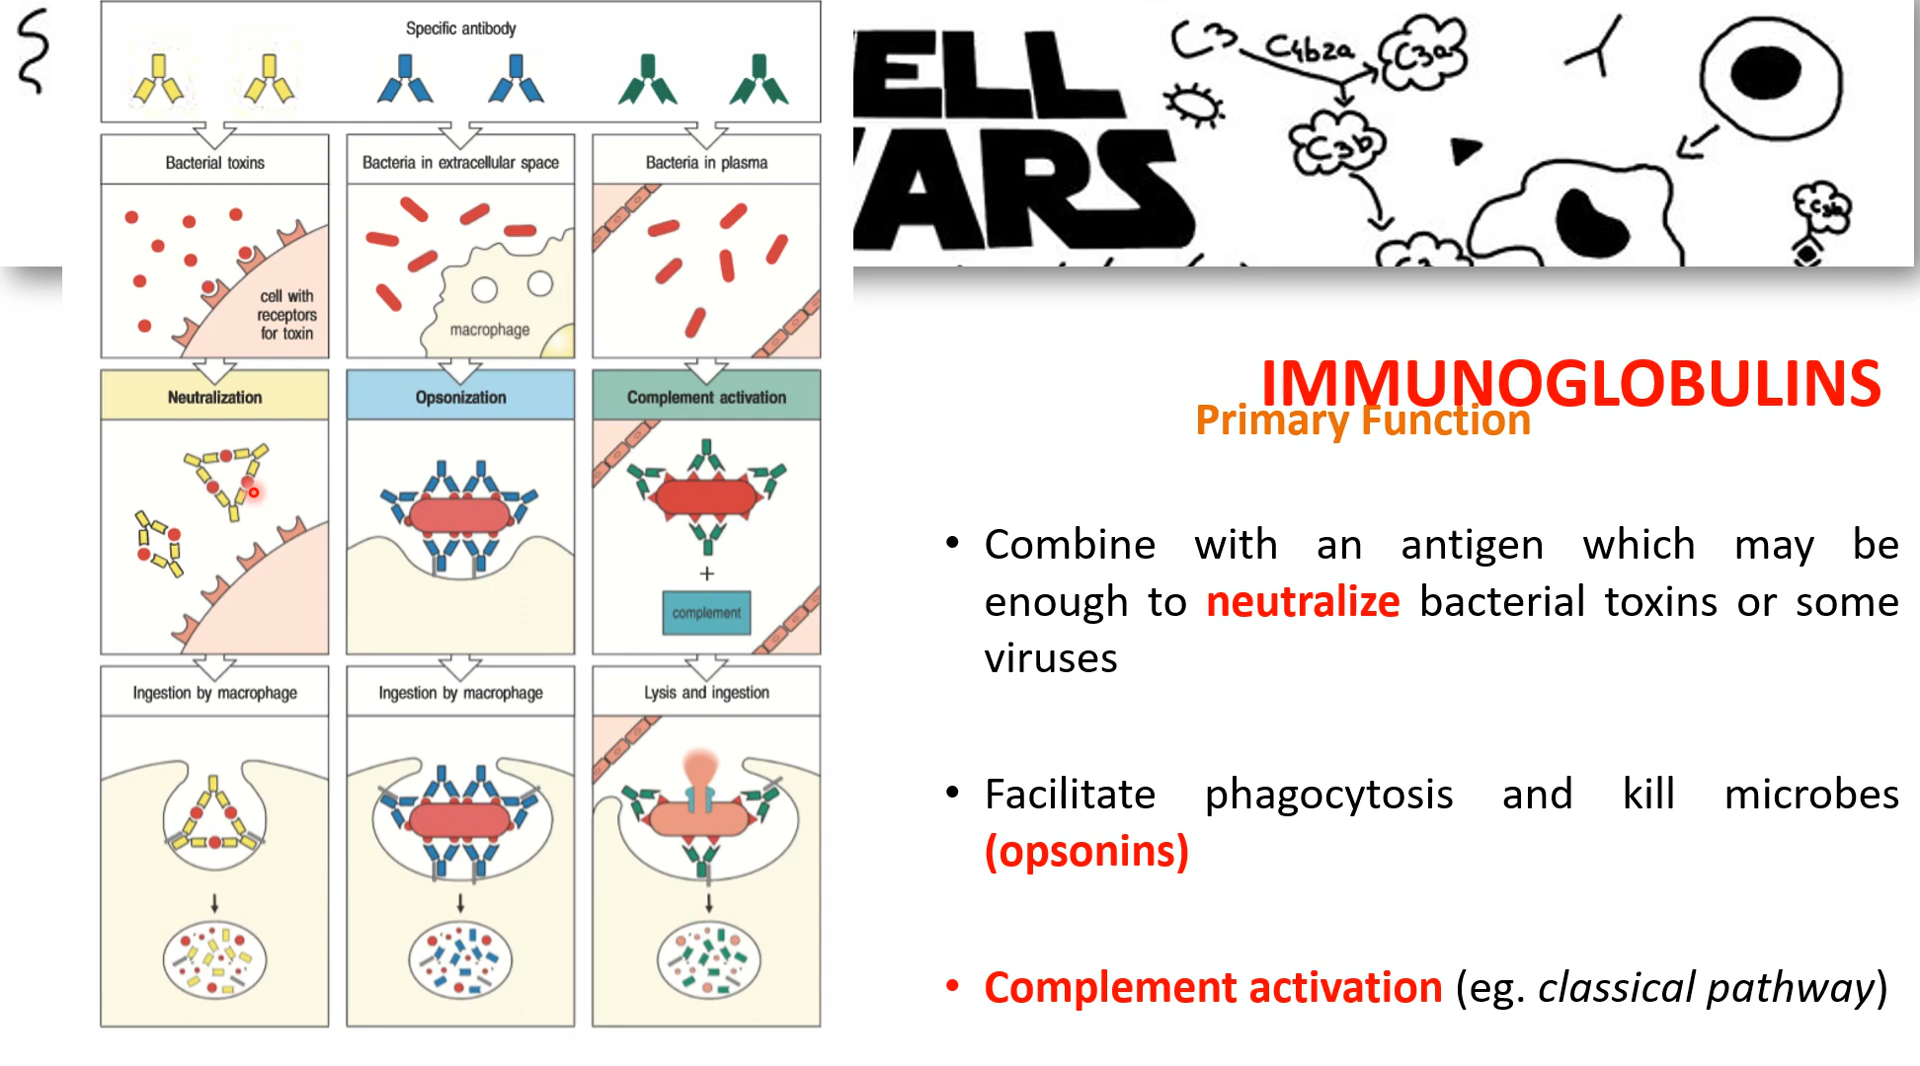 Specific antibody
Bacterial toxins
Bacteria in extracellular space
Bacteria in plasma
cell with
receptors
for toxin
macrophage
Neutralization
Opsonization
Complement activation
+
complement
Ingestion by macrophage
Ingestion by macrophage
Lysis and ingestion
ELL
ARS
C3
C4b2a
C3a
C3b
C3b
IMMUNOGLOBULINS
Primary Function
• Combine with an antigen which may be
enough to neutralize bacterial toxins or some
viruses
• Facilitate phagocytosis and kill microbes
(opsonins)
• Complement activation (eg. classical pathway)